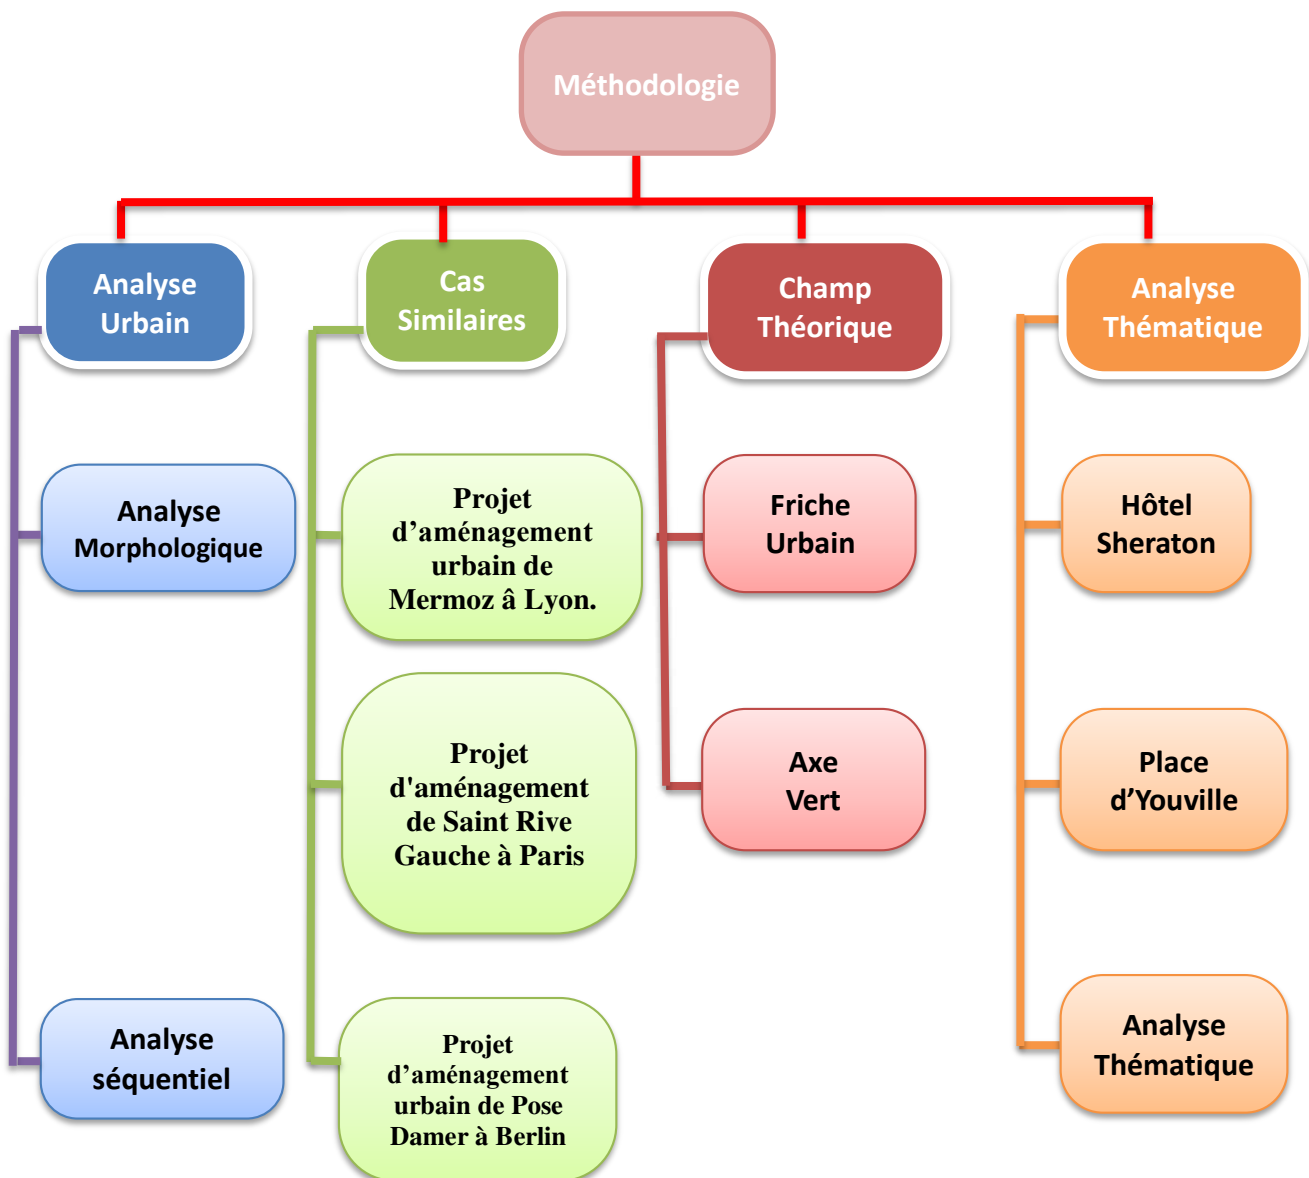 Méthodologie
Analyse
Urbain
Cas
Similaires
Champ
Théorique
Analyse
Thématique
Analyse
Morphologique
Projet
d’aménagement
urbain de
Mermoz â Lyon.
Friche
Urbain
Hôtel
Sheraton
Projet
d'aménagement
de Saint Rive
Gauche à Paris
Axe
Vert
Place
d’Youville
Analyse
séquentiel
Projet
d’aménagement
urbain de Pose
Damer à Berlin
Analyse
Thématique